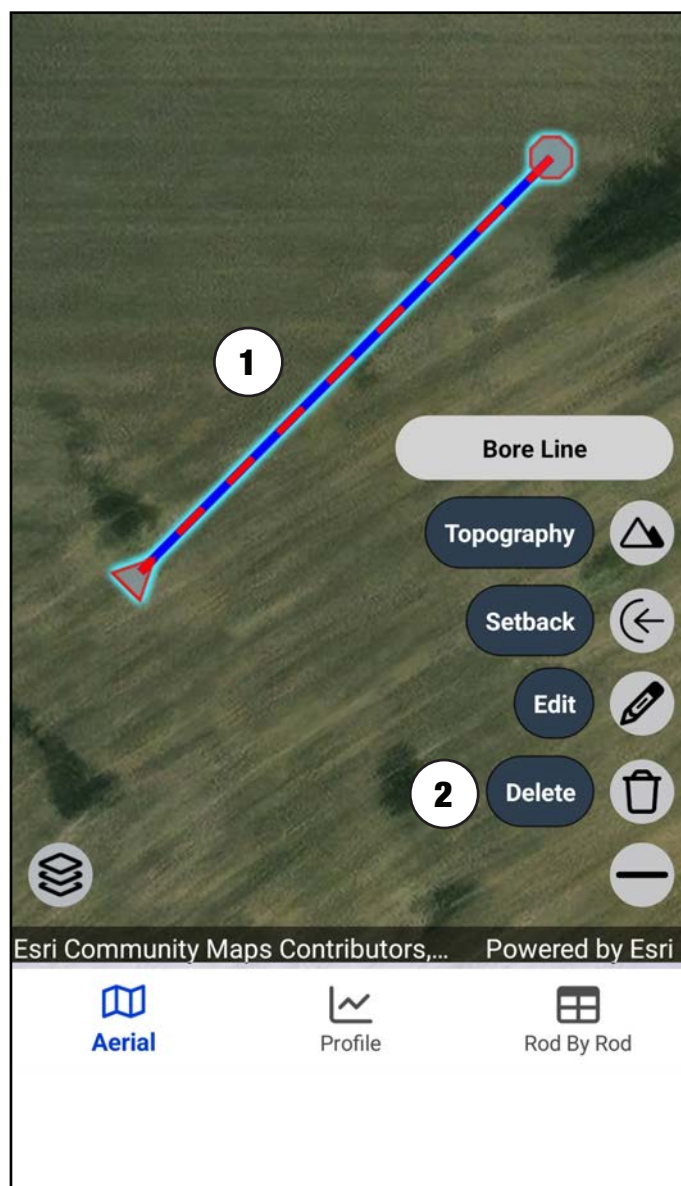 1
Bore Line
Topography
Setback
Edit
2 Delete
Esri Community Maps Contributors,... Powered by Esri
Aerial Profile Rod By Rod